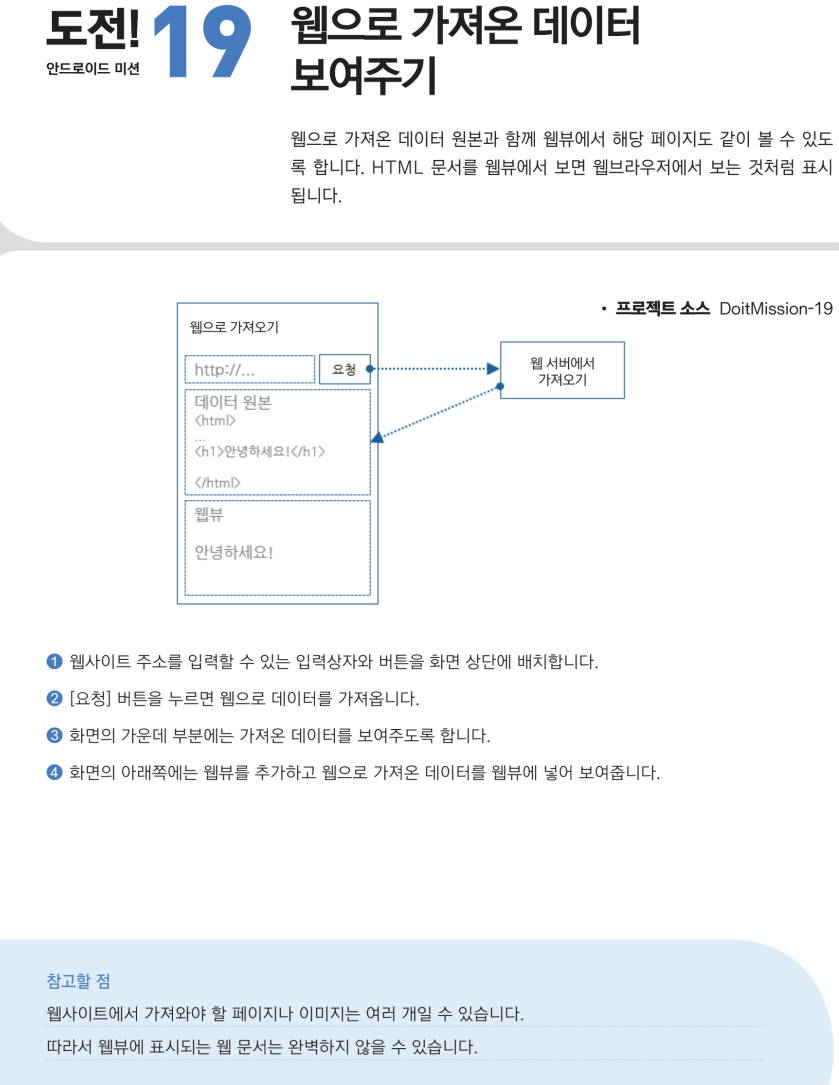 도전! 19
안드로이드 미션
웹으로 가져온 데이터
보여주기
웹으로 가져온 데이터 원본과 함께 웹뷰에서 해당 페이지도 같이 볼 수 있도
록 합니다. HTML 문서를 웹뷰에서 보면 웹브라우저에서 보는 것처럼 표시
됩니다.
• 프로젝트 소스 DoitMission-19
웹으로 가져오기
http://...
요청
웹 서버에서
가져오기
데이터 원본
<html>
...
<h1>안녕하세요!</h1>
</html>
웹뷰
안녕하세요!
❶ 웹사이트 주소를 입력할 수 있는 입력상자와 버튼을 화면 상단에 배치합니다.
❷ [요청] 버튼을 누르면 웹으로 데이터를 가져옵니다.
❸ 화면의 가운데 부분에는 가져온 데이터를 보여주도록 합니다.
❹ 화면의 아래쪽에는 웹뷰를 추가하고 웹으로 가져온 데이터를 웹뷰에 넣어 보여줍니다.
참고할 점
웹사이트에서 가져와야 할 페이지나 이미지는 여러 개일 수 있습니다.
따라서 웹뷰에 표시되는 웹 문서는 완벽하지 않을 수 있습니다.